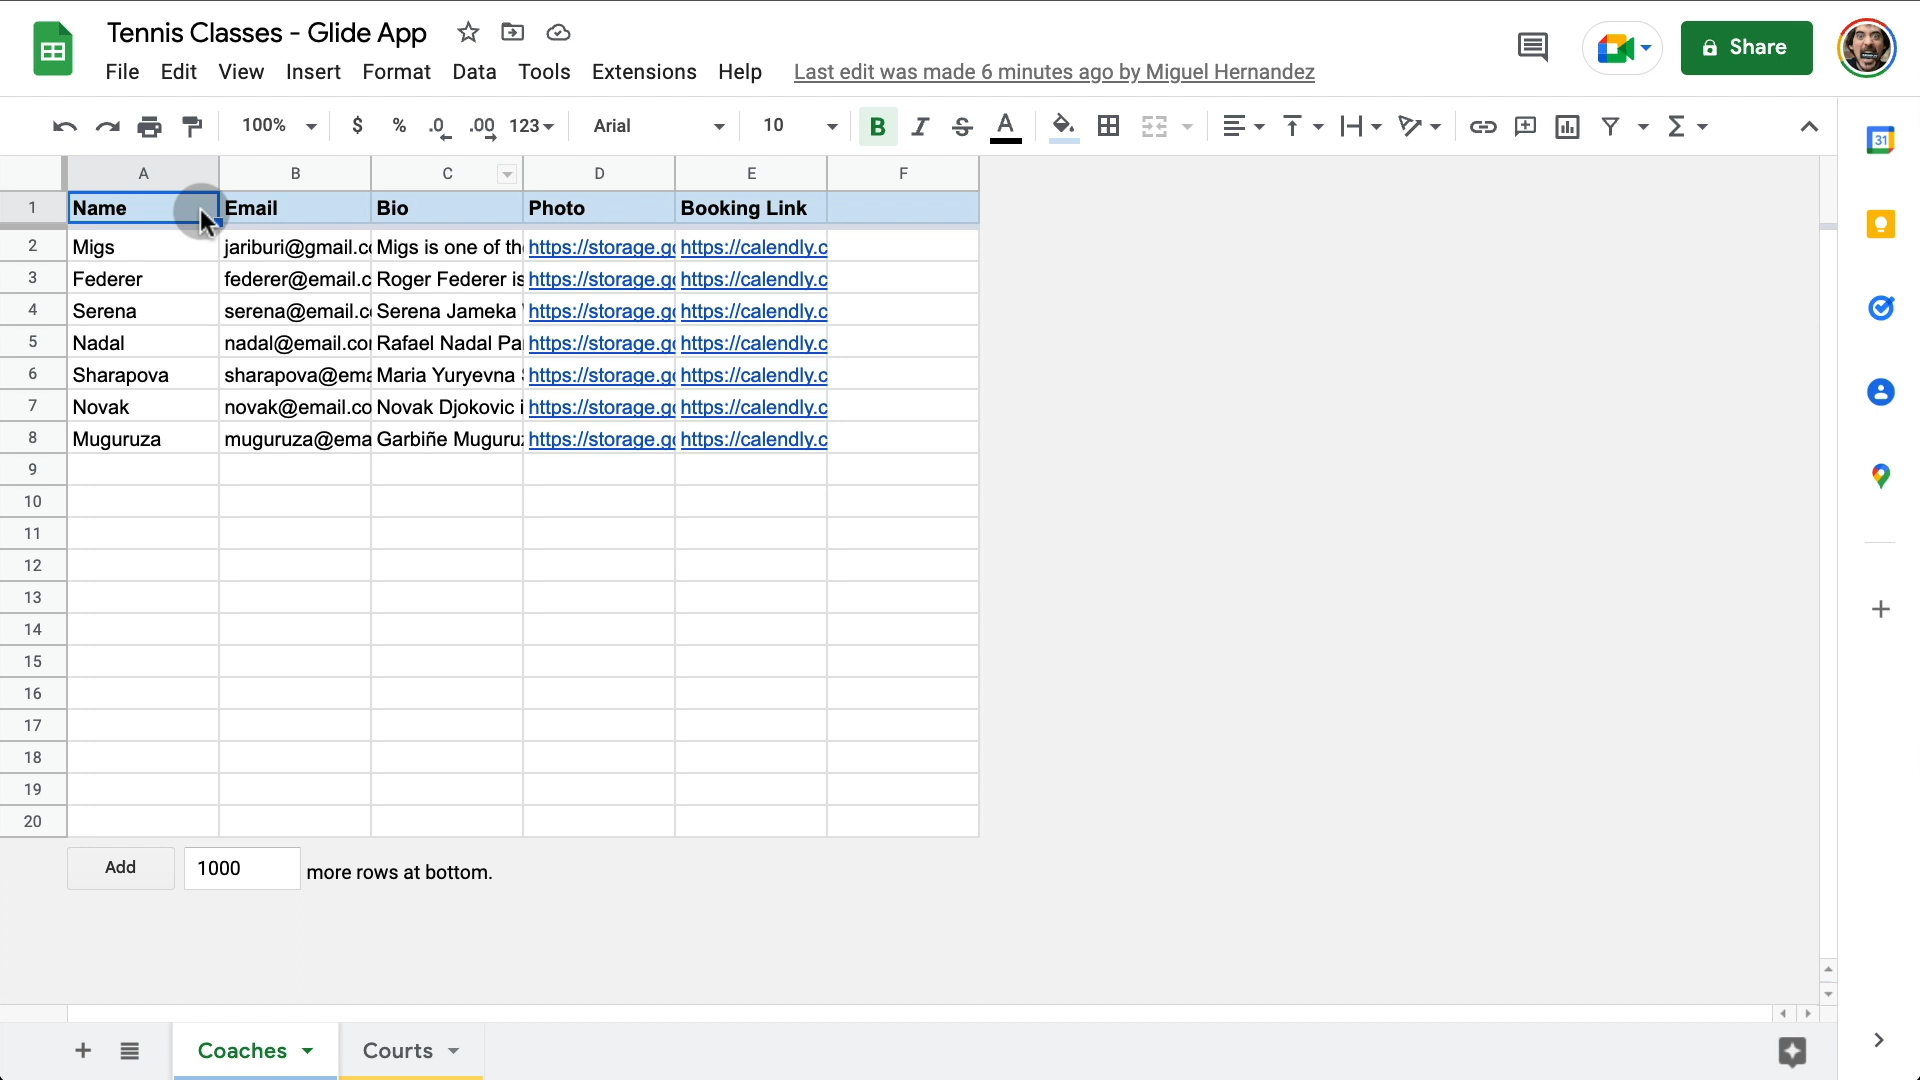 Tennis Classes - Glide App
Share
File Edit View Insert Format Data Tools Extensions Help Last edit was made 6 minutes ago by Miguel Hernandez
100% $ % .0 .00 123 Arial 10 B I S A
31
A B C D E F
1 Name Email Bio Photo Booking Link
2 Migs jariburi@gmail.c Migs is one of th https://storage.g https://calendly.c
3 Federer federer@email.c Roger Federer is https://storage.g https://calendly.c
4 Serena serena@email.c Serena Jameka https://storage.g https://calendly.c
5 Nadal nadal@email.co Rafael Nadal Pa https://storage.g https://calendly.c
6 Sharapova sharapova@ema Maria Yuryevna https://storage.g https://calendly.c
7 Novak novak@email.co Novak Djokovic i https://storage.g https://calendly.c
8 Muguruza muguruza@ema Garbiñe Muguru https://storage.g https://calendly.c
9
10
11
12
13
14
15
16
17
18
19
20
Add 1000 more rows at bottom.
Coaches Courts